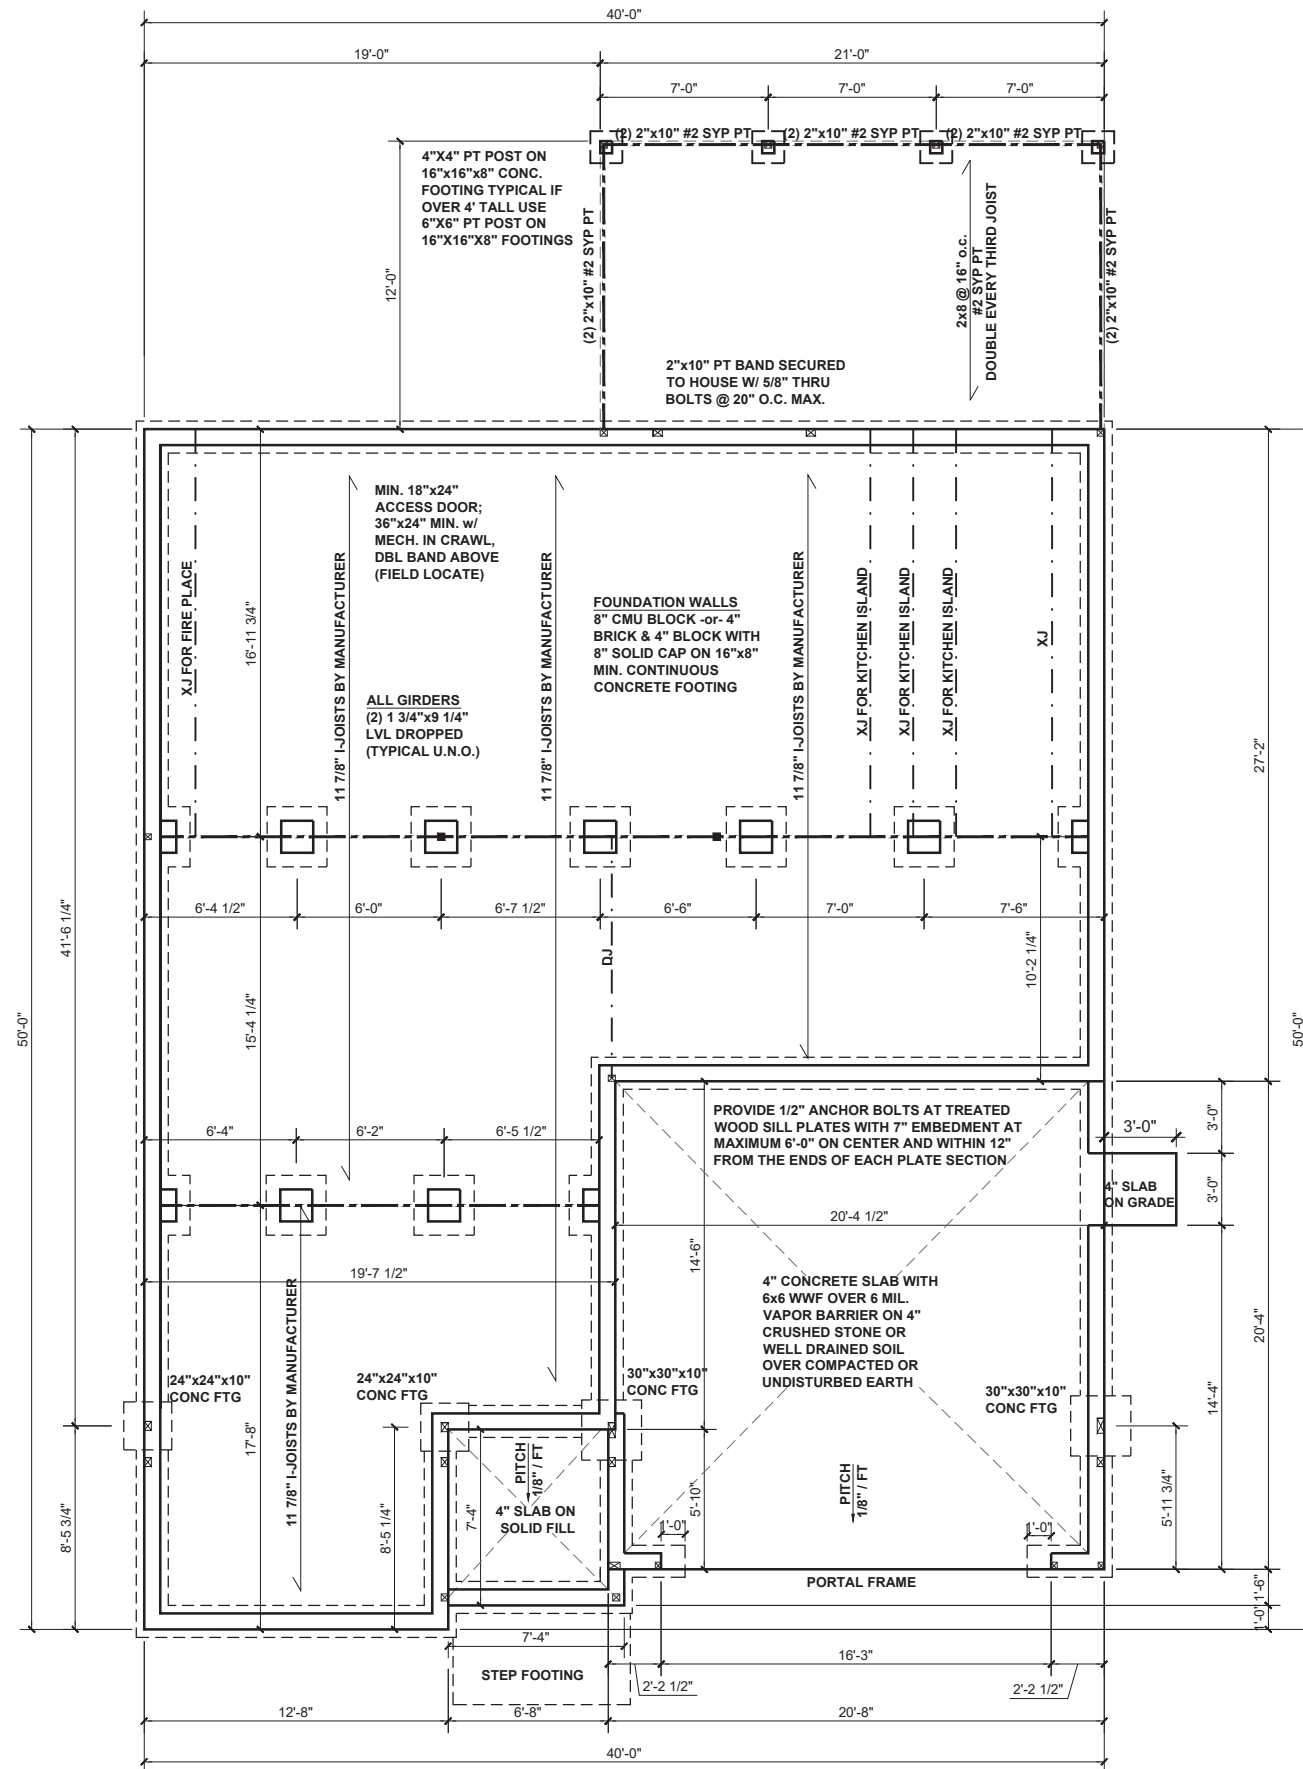 40'-0"
19'-0"
21'-0"
7'-0"
7'-0"
7'-0"
(2) 2"x10" #2 SYP PT
(2) 2"x10" #2 SYP PT
(2) 2"x10" #2 SYP PT
4"X4" PT POST ON
16"x16"x8" CONC.
FOOTING TYPICAL IF
OVER 4' TALL USE
6"X6" PT POST ON
16"X16"X8" FOOTINGS
12'-0"
(2) 2"x10" #2 SYP PT
2x8 @ 16" o.c.
#2 SYP PT
DOUBLE EVERY THIRD JOIST
(2) 2"x10" #2 SYP PT
2"x10" PT BAND SECURED
TO HOUSE W/ 5/8" THRU
BOLTS @ 20" O.C. MAX.
MIN. 18"x24"
ACCESS DOOR;
36"x24" MIN. w/
MECH. IN CRAWL,
DBL BAND ABOVE
(FIELD LOCATE)
XJ FOR FIRE PLACE
16'-11 3/4"
11 7/8" I-JOISTS BY MANUFACTURER
11 7/8" I-JOISTS BY MANUFACTURER
FOUNDATION WALLS
8" CMU BLOCK -or- 4"
BRICK & 4" BLOCK WITH
8" SOLID CAP ON 16"x8"
MIN. CONTINUOUS
CONCRETE FOOTING
11 7/8" I-JOISTS BY MANUFACTURER
XJ FOR KITCHEN ISLAND
XJ FOR KITCHEN ISLAND
XJ FOR KITCHEN ISLAND
XJ
ALL GIRDERS
(2) 1 3/4"x9 1/4"
LVL DROPPED
(TYPICAL U.N.O.)
27'-2"
6'-4 1/2"
6'-0"
6'-7 1/2"
6'-6"
7'-0"
7'-6"
41'-6 1/4"
50'-0"
15'-4 1/4"
DJ
10'-2 1/4"
50'-0"
6'-4"
6'-2"
6'-5 1/2"
PROVIDE 1/2" ANCHOR BOLTS AT TREATED
WOOD SILL PLATES WITH 7" EMBEDMENT AT
MAXIMUM 6'-0" ON CENTER AND WITHIN 12"
FROM THE ENDS OF EACH PLATE SECTION
3'-0"
3'-0"
4" SLAB
ON GRADE
3'-0"
20'-4 1/2"
14'-6"
19'-7 1/2"
11 7/8" I-JOISTS BY MANUFACTURER
4" CONCRETE SLAB WITH
6x6 WWF OVER 6 MIL.
VAPOR BARRIER ON 4"
CRUSHED STONE OR
WELL DRAINED SOIL
OVER COMPACTED OR
UNDISTURBED EARTH
20'-4"
14'-4"
24"x24"x10"
CONC FTG
24"x24"x10"
CONC FTG
30"x30"x10"
CONC FTG
30"x30"x10"
CONC FTG
17'-8"
8'-5 3/4"
8'-5 1/4"
7'-4"
PITCH
1/8" / FT
4" SLAB ON
SOLID FILL
5'-10"
PITCH
1/8" / FT
5'-11 3/4"
1'-0"
1'-0"
PORTAL FRAME
1'-6"
1'-0"
7'-4"
STEP FOOTING
16'-3"
2'-2 1/2"
2'-2 1/2"
12'-8"
6'-8"
20'-8"
40'-0"